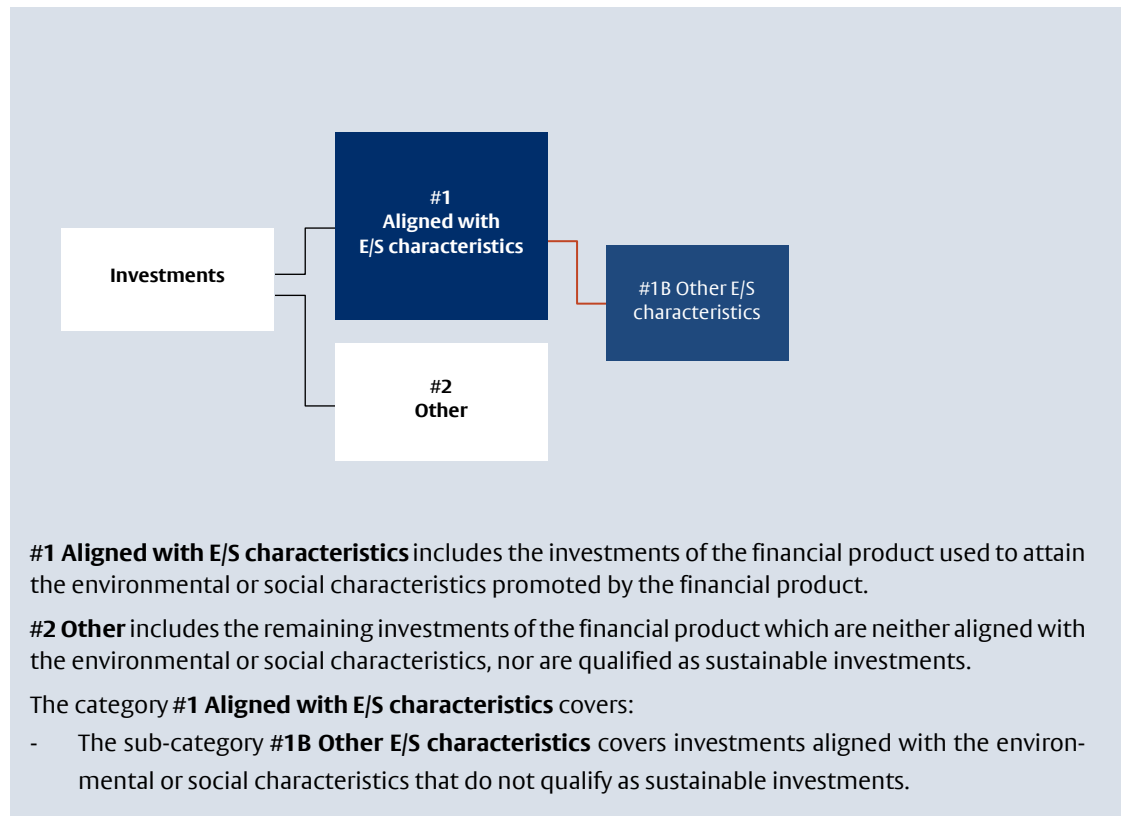 #1
Aligned with
E/S characteristics
Investments
#1B Other E/S
characteristics
#2
Other
#1 Aligned with E/S characteristics includes the investments of the financial product used to attain
the environmental or social characteristics promoted by the financial product.
#2 Other includes the remaining investments of the financial product which are neither aligned with
the environmental or social characteristics, nor are qualified as sustainable investments.
The category #1 Aligned with E/S characteristics covers:
- The sub-category #1B Other E/S characteristics covers investments aligned with the environ-
mental or social characteristics that do not qualify as sustainable investments.